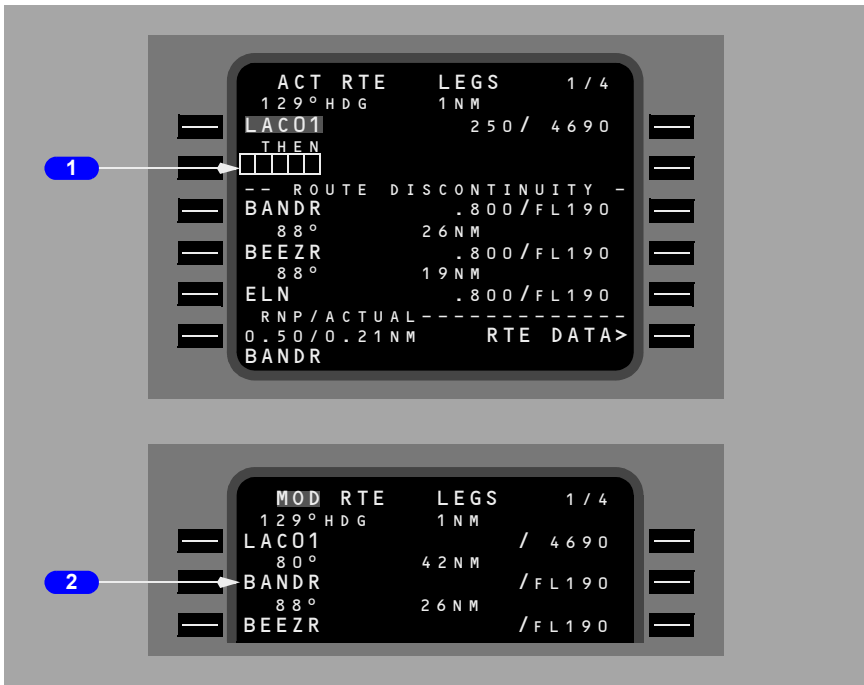 ACT RTE LEGS 1/4
129°HDG 1NM
LACO1 250/ 4690
THEN
1
-- ROUTE DISCONTINUITY -
BANDR .800/FL190
88° 26NM
BEEZR .800/FL190
88° 19NM
ELN .800/FL190
RNP/ACTUAL-------------
0.50/0.21NM RTE DATA>
BANDR
MOD RTE LEGS 1/4
129°HDG 1NM
LACO1 / 4690
80° 42NM
2 BANDR /FL190
88° 26NM
BEEZR /FL190